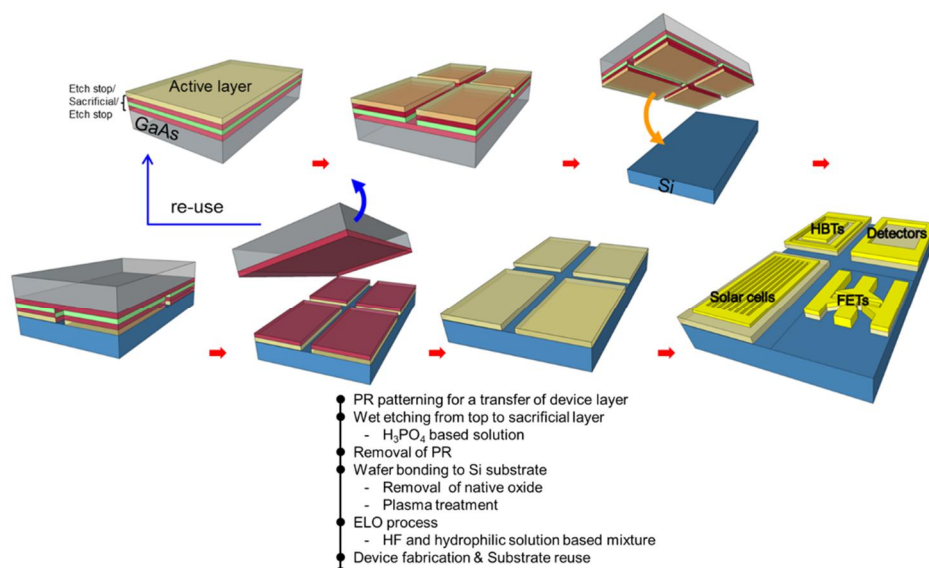 Active layer
Etch stop/
Sacrificial/
Etch stop
GaAs
Si
re-use
HBTs
Detectors
Solar cells
FETs
PR patterning for a transfer of device layer
Wet etching from top to sacrificial layer
- H₃PO₄ based solution
Removal of PR
Wafer bonding to Si substrate
- Removal of native oxide
- Plasma treatment
ELO process
- HF and hydrophilic solution based mixture
Device fabrication & Substrate reuse